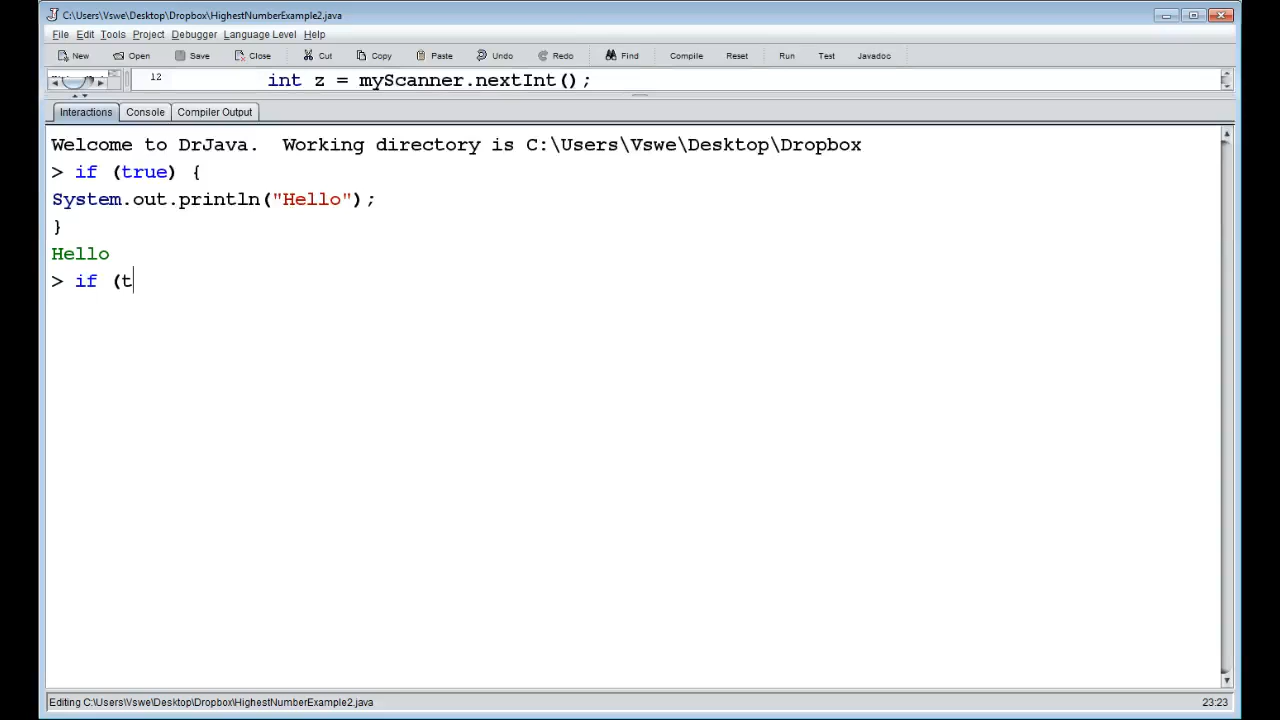 C:\Users\Vswe\Desktop\Dropbox\HighestNumberExample2.java
File Edit Tools Project Debugger Language Level Help
New Open Save Close Cut Copy Paste Undo Redo Find Compile Reset Run Test Javadoc
12 int z = myScanner.nextInt();
Interactions Console Compiler Output
Welcome to DrJava. Working directory is C:\Users\Vswe\Desktop\Dropbox
> if (true) {
System.out.println("Hello");
}
Hello
> if (t
Editing C:\Users\Vswe\Desktop\Dropbox\HighestNumberExample2.java 23:23